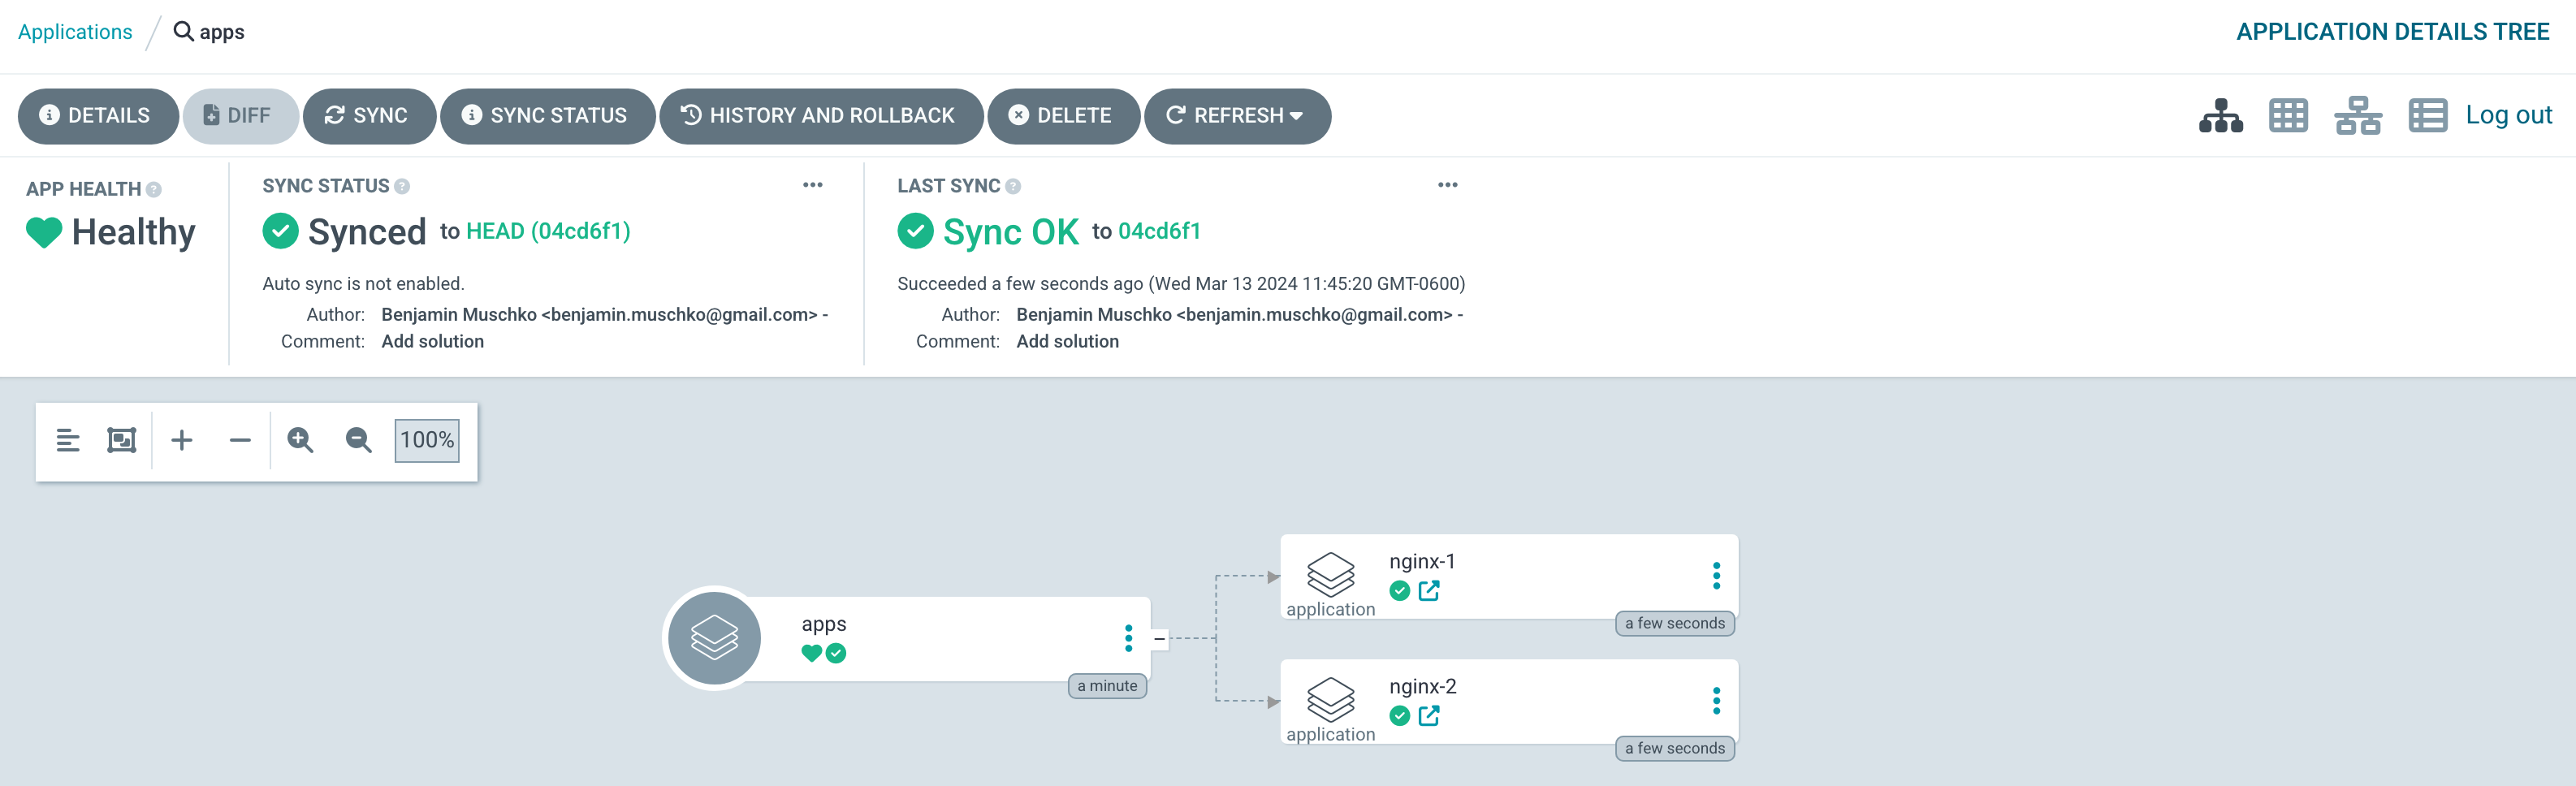 Applications / apps
APPLICATION DETAILS TREE
DETAILS DIFF SYNC SYNC STATUS HISTORY AND ROLLBACK DELETE REFRESH
Log out
APP HEALTH ?
Healthy
SYNC STATUS ?
Synced to HEAD (04cd6f1)
Auto sync is not enabled.
Author: Benjamin Muschko <benjamin.muschko@gmail.com> -
Comment: Add solution
LAST SYNC ?
Sync OK to 04cd6f1
Succeeded a few seconds ago (Wed Mar 13 2024 11:45:20 GMT-0600)
Author: Benjamin Muschko <benjamin.muschko@gmail.com> -
Comment: Add solution
100%
apps
a minute
nginx-1
application
a few seconds
nginx-2
application
a few seconds